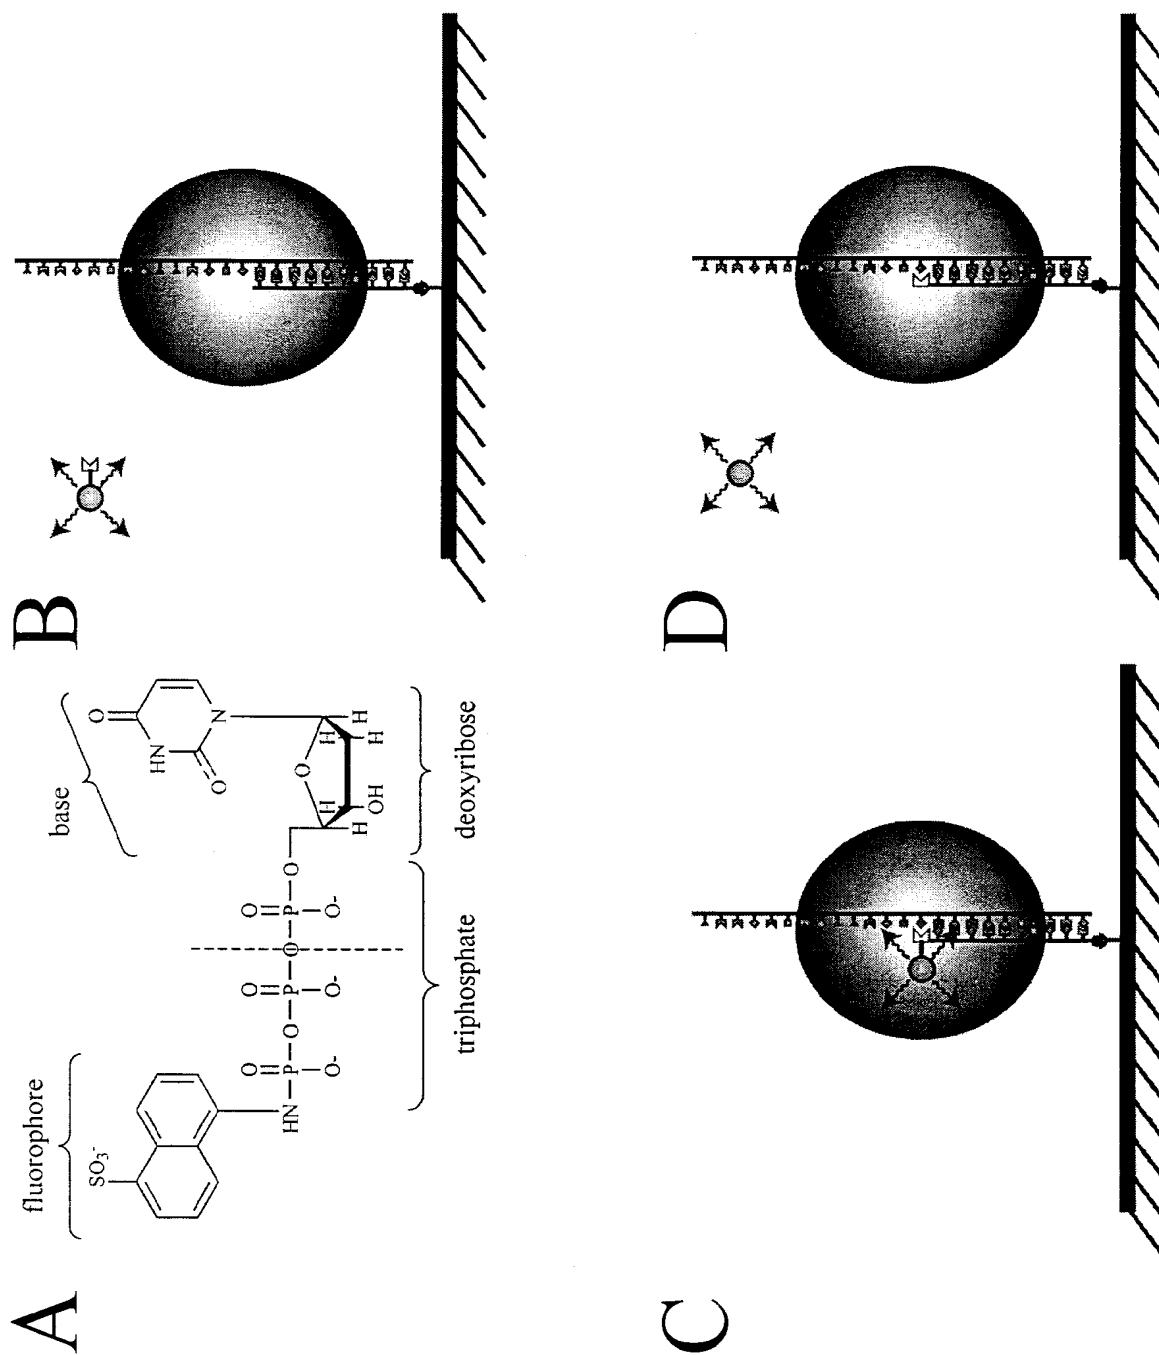 A
fluorophore
base
SO3-
HN
O
O
O
P
O
P
O
P
O
O-
O-
O-
O
HN
O
N
O
H
H
H
H
H
OH
triphosphate
deoxyribose
B
C
D